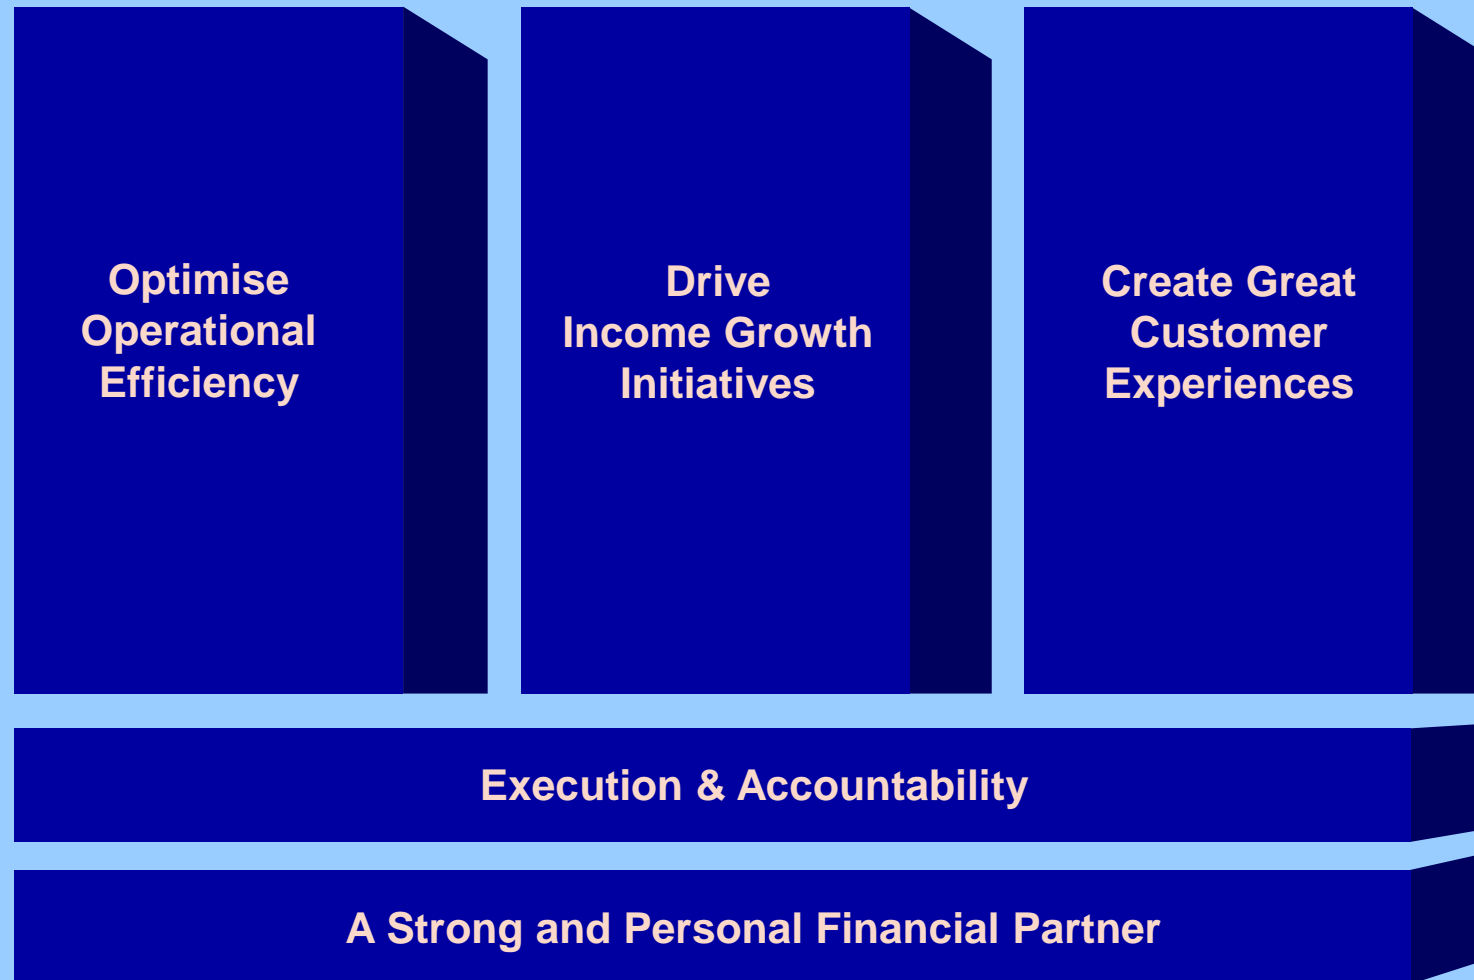 Optimise
Operational
Efficiency
Drive
Income Growth
Initiatives
Create Great
Customer
Experiences
Execution & Accountability
A Strong and Personal Financial Partner